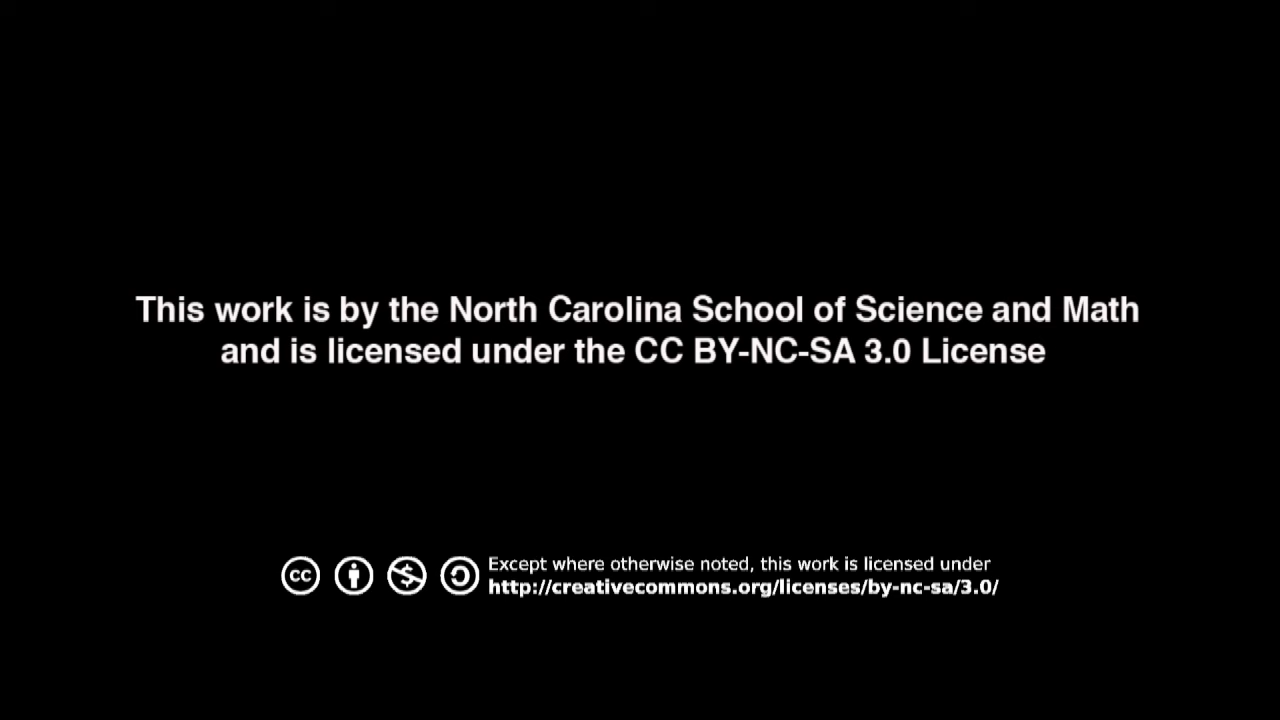 This work is by the North Carolina School of Science and Math
and is licensed under the CC BY-NC-SA 3.0 License
cc
Except where otherwise noted, this work is licensed under
http://creativecommons.org/licenses/by-nc-sa/3.0/